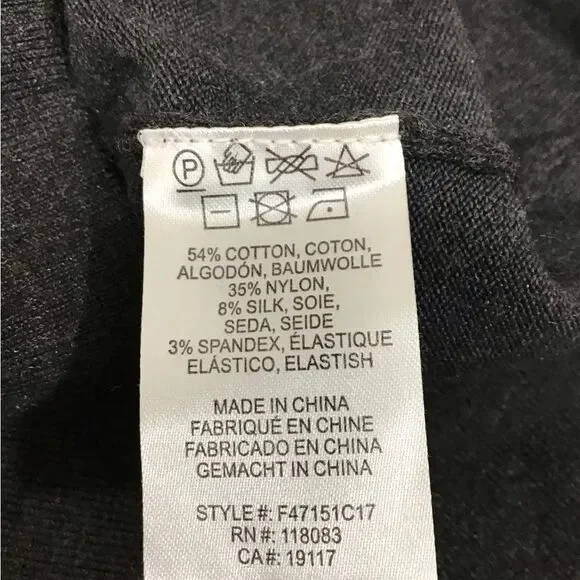 P
54% COTTON, COTON,
ALGODÓN, BAUMWOLLE
35% NYLON,
8% SILK, SOIE,
SEDA, SEIDE
3% SPANDEX, ÉLASTIQUE
ELÁSTICO, ELASTISH
MADE IN CHINA
FABRIQUÉ EN CHINE
FABRICADO EN CHINA
GEMACHT IN CHINA
STYLE#: F47151C17
RN#: 118083
CA#: 19117